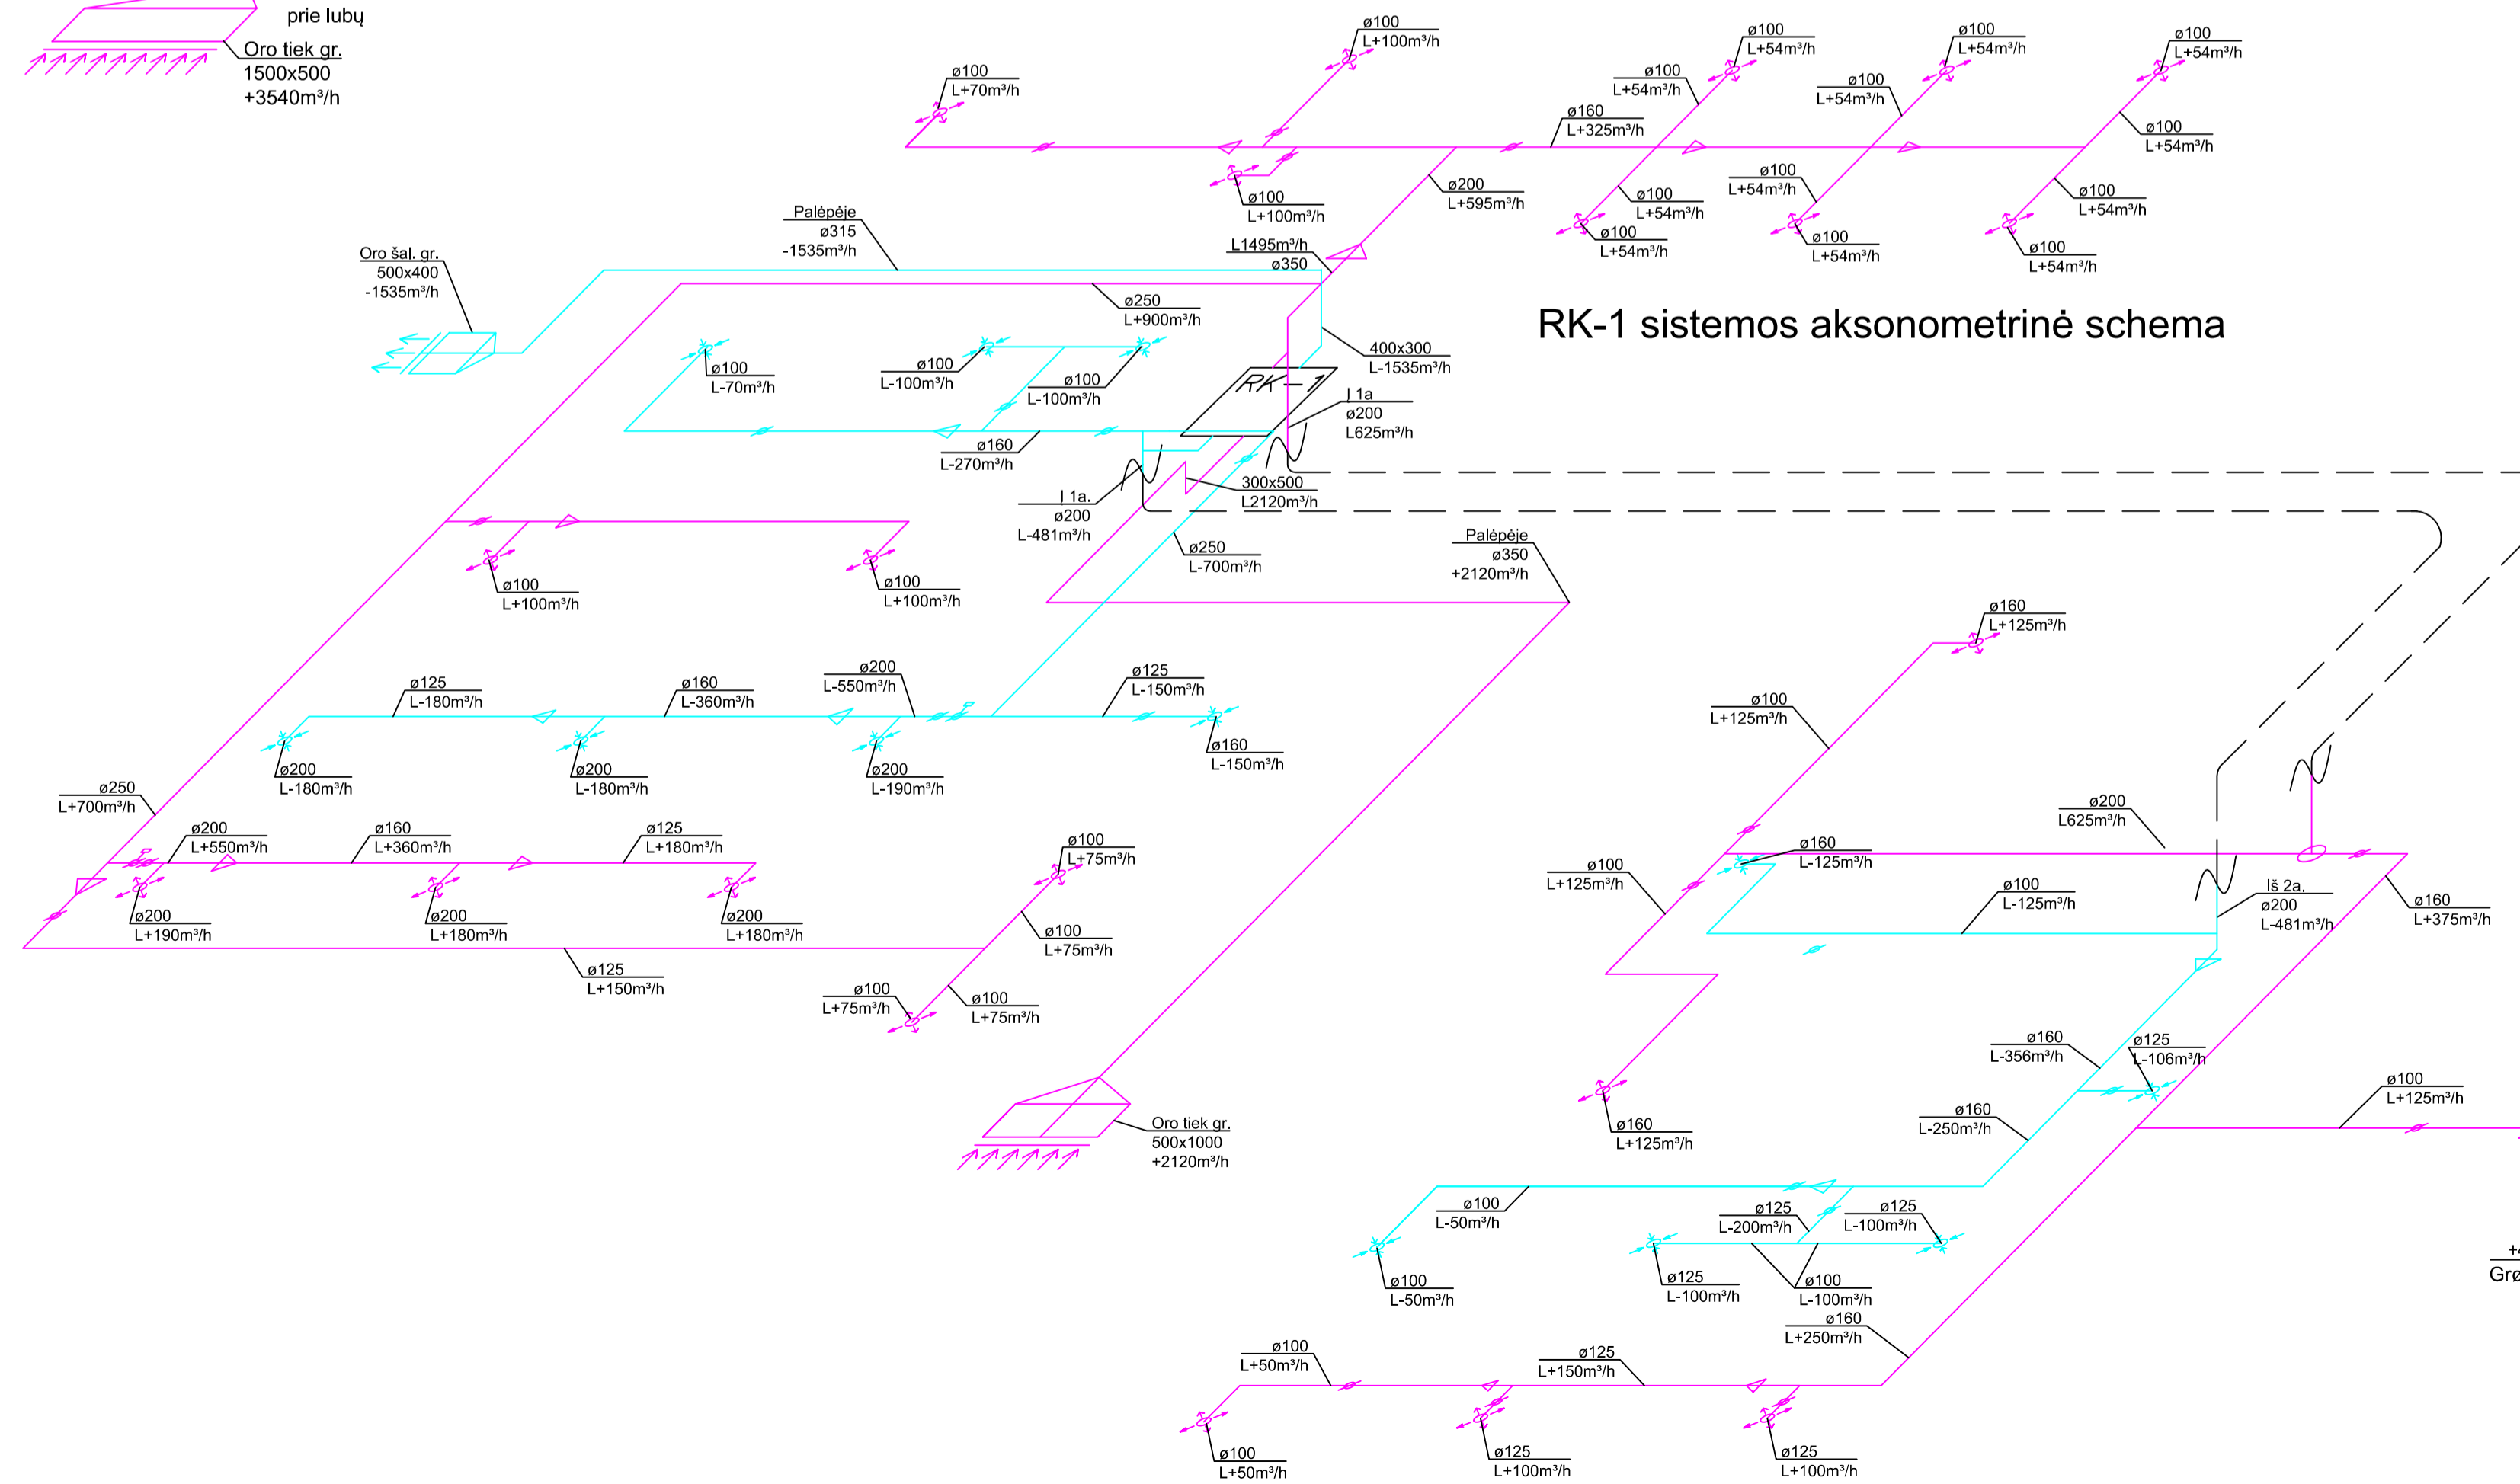 prie lubų
Oro tiek gr.
1500x500
+3540m³/h
ø100
L+70m³/h
ø100
L+100m³/h
ø100
L+100m³/h
ø160
L+325m³/h
ø200
L+595m³/h
ø100
L+54m³/h
ø100
L+54m³/h
ø100
L+54m³/h
ø100
L+54m³/h
ø100
L+54m³/h
ø100
L+54m³/h
ø100
L+54m³/h
ø100
L+54m³/h
ø100
L+54m³/h
ø100
L+54m³/h
ø100
L+54m³/h
ø100
L+54m³/h
Palėpėje
ø315
-1535m³/h
Oro šal. gr.
500x400
-1535m³/h
L1495m³/h
ø350
ø250
L+900m³/h
RK-1 sistemos aksonometrinė schema
400x300
L-1535m³/h
ø100
L-70m³/h
ø100
L-100m³/h
ø100
L-100m³/h
RK-1
Į 1a
ø200
L625m³/h
ø160
L-270m³/h
Į 1a.
ø200
L-481m³/h
300x500
L2120m³/h
ø250
L-700m³/h
Palėpėje
ø350
+2120m³/h
ø100
L+100m³/h
ø100
L+100m³/h
ø125
L-180m³/h
ø160
L-360m³/h
ø200
L-550m³/h
ø125
L-150m³/h
ø200
L-180m³/h
ø200
L-180m³/h
ø200
L-190m³/h
ø160
L-150m³/h
ø250
L+700m³/h
ø200
L+550m³/h
ø160
L+360m³/h
ø125
L+180m³/h
ø200
L+190m³/h
ø200
L+180m³/h
ø200
L+180m³/h
ø125
L+150m³/h
ø100
L+75m³/h
ø100
L+75m³/h
ø100
L+75m³/h
ø100
L+75m³/h
Oro tiek gr.
500x1000
+2120m³/h
ø160
L+125m³/h
ø100
L+125m³/h
ø160
L-125m³/h
ø200
L625m³/h
ø100
L+125m³/h
ø100
L-125m³/h
Iš 2a.
ø200
L-481m³/h
ø160
L+375m³/h
ø160
L-356m³/h
ø125
L-106m³/h
ø160
L+125m³/h
ø160
L-250m³/h
ø100
L+125m³/h
ø100
L-50m³/h
ø125
L-200m³/h
ø125
L-100m³/h
ø100
L-50m³/h
ø125
L-100m³/h
ø100
L-100m³/h
ø160
L+250m³/h
ø100
L+50m³/h
ø125
L+150m³/h
ø100
L+50m³/h
ø125
L+100m³/h
ø125
L+100m³/h